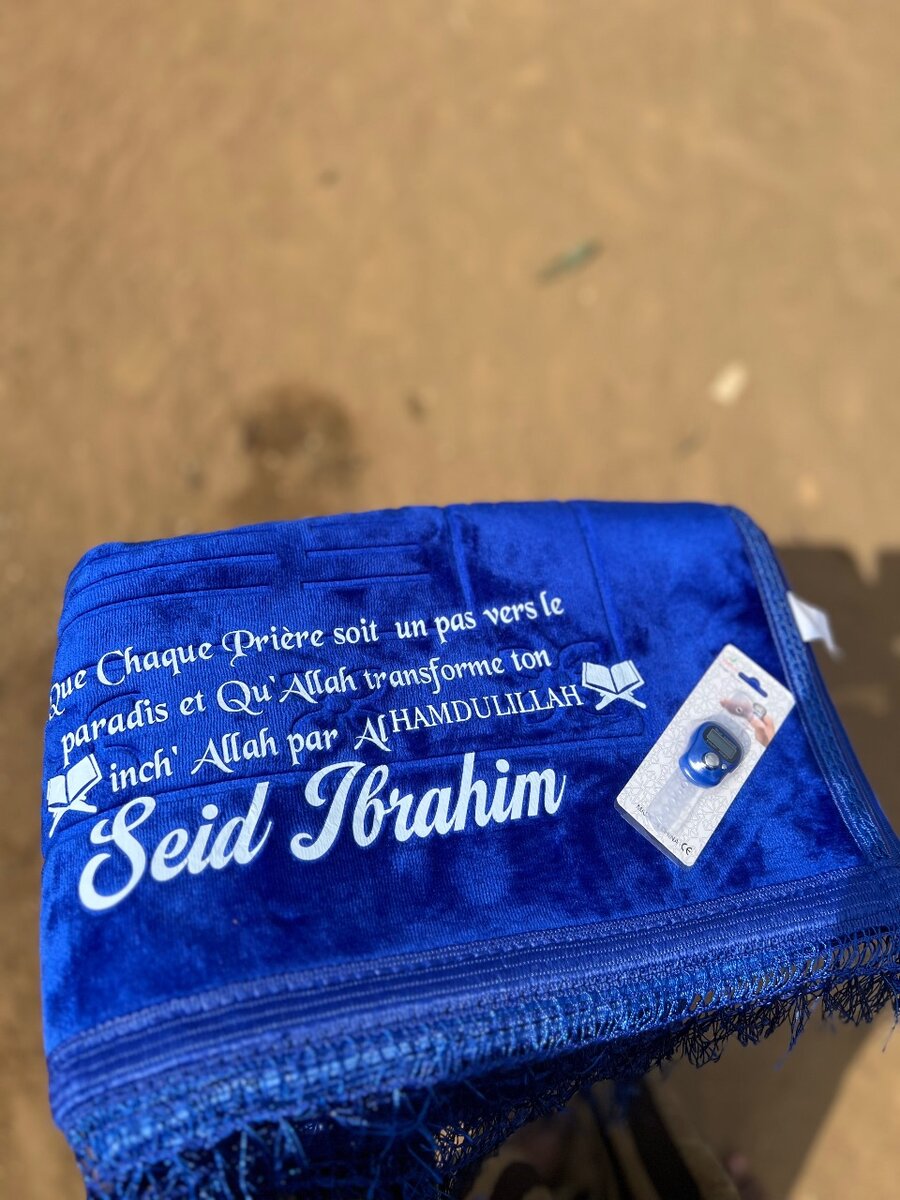 Que Chaque Prière soit un pas vers le
paradis et Qu'Allah transforme ton
inch' Allah par Al HAMDULILLAH
Seid Ibrahim